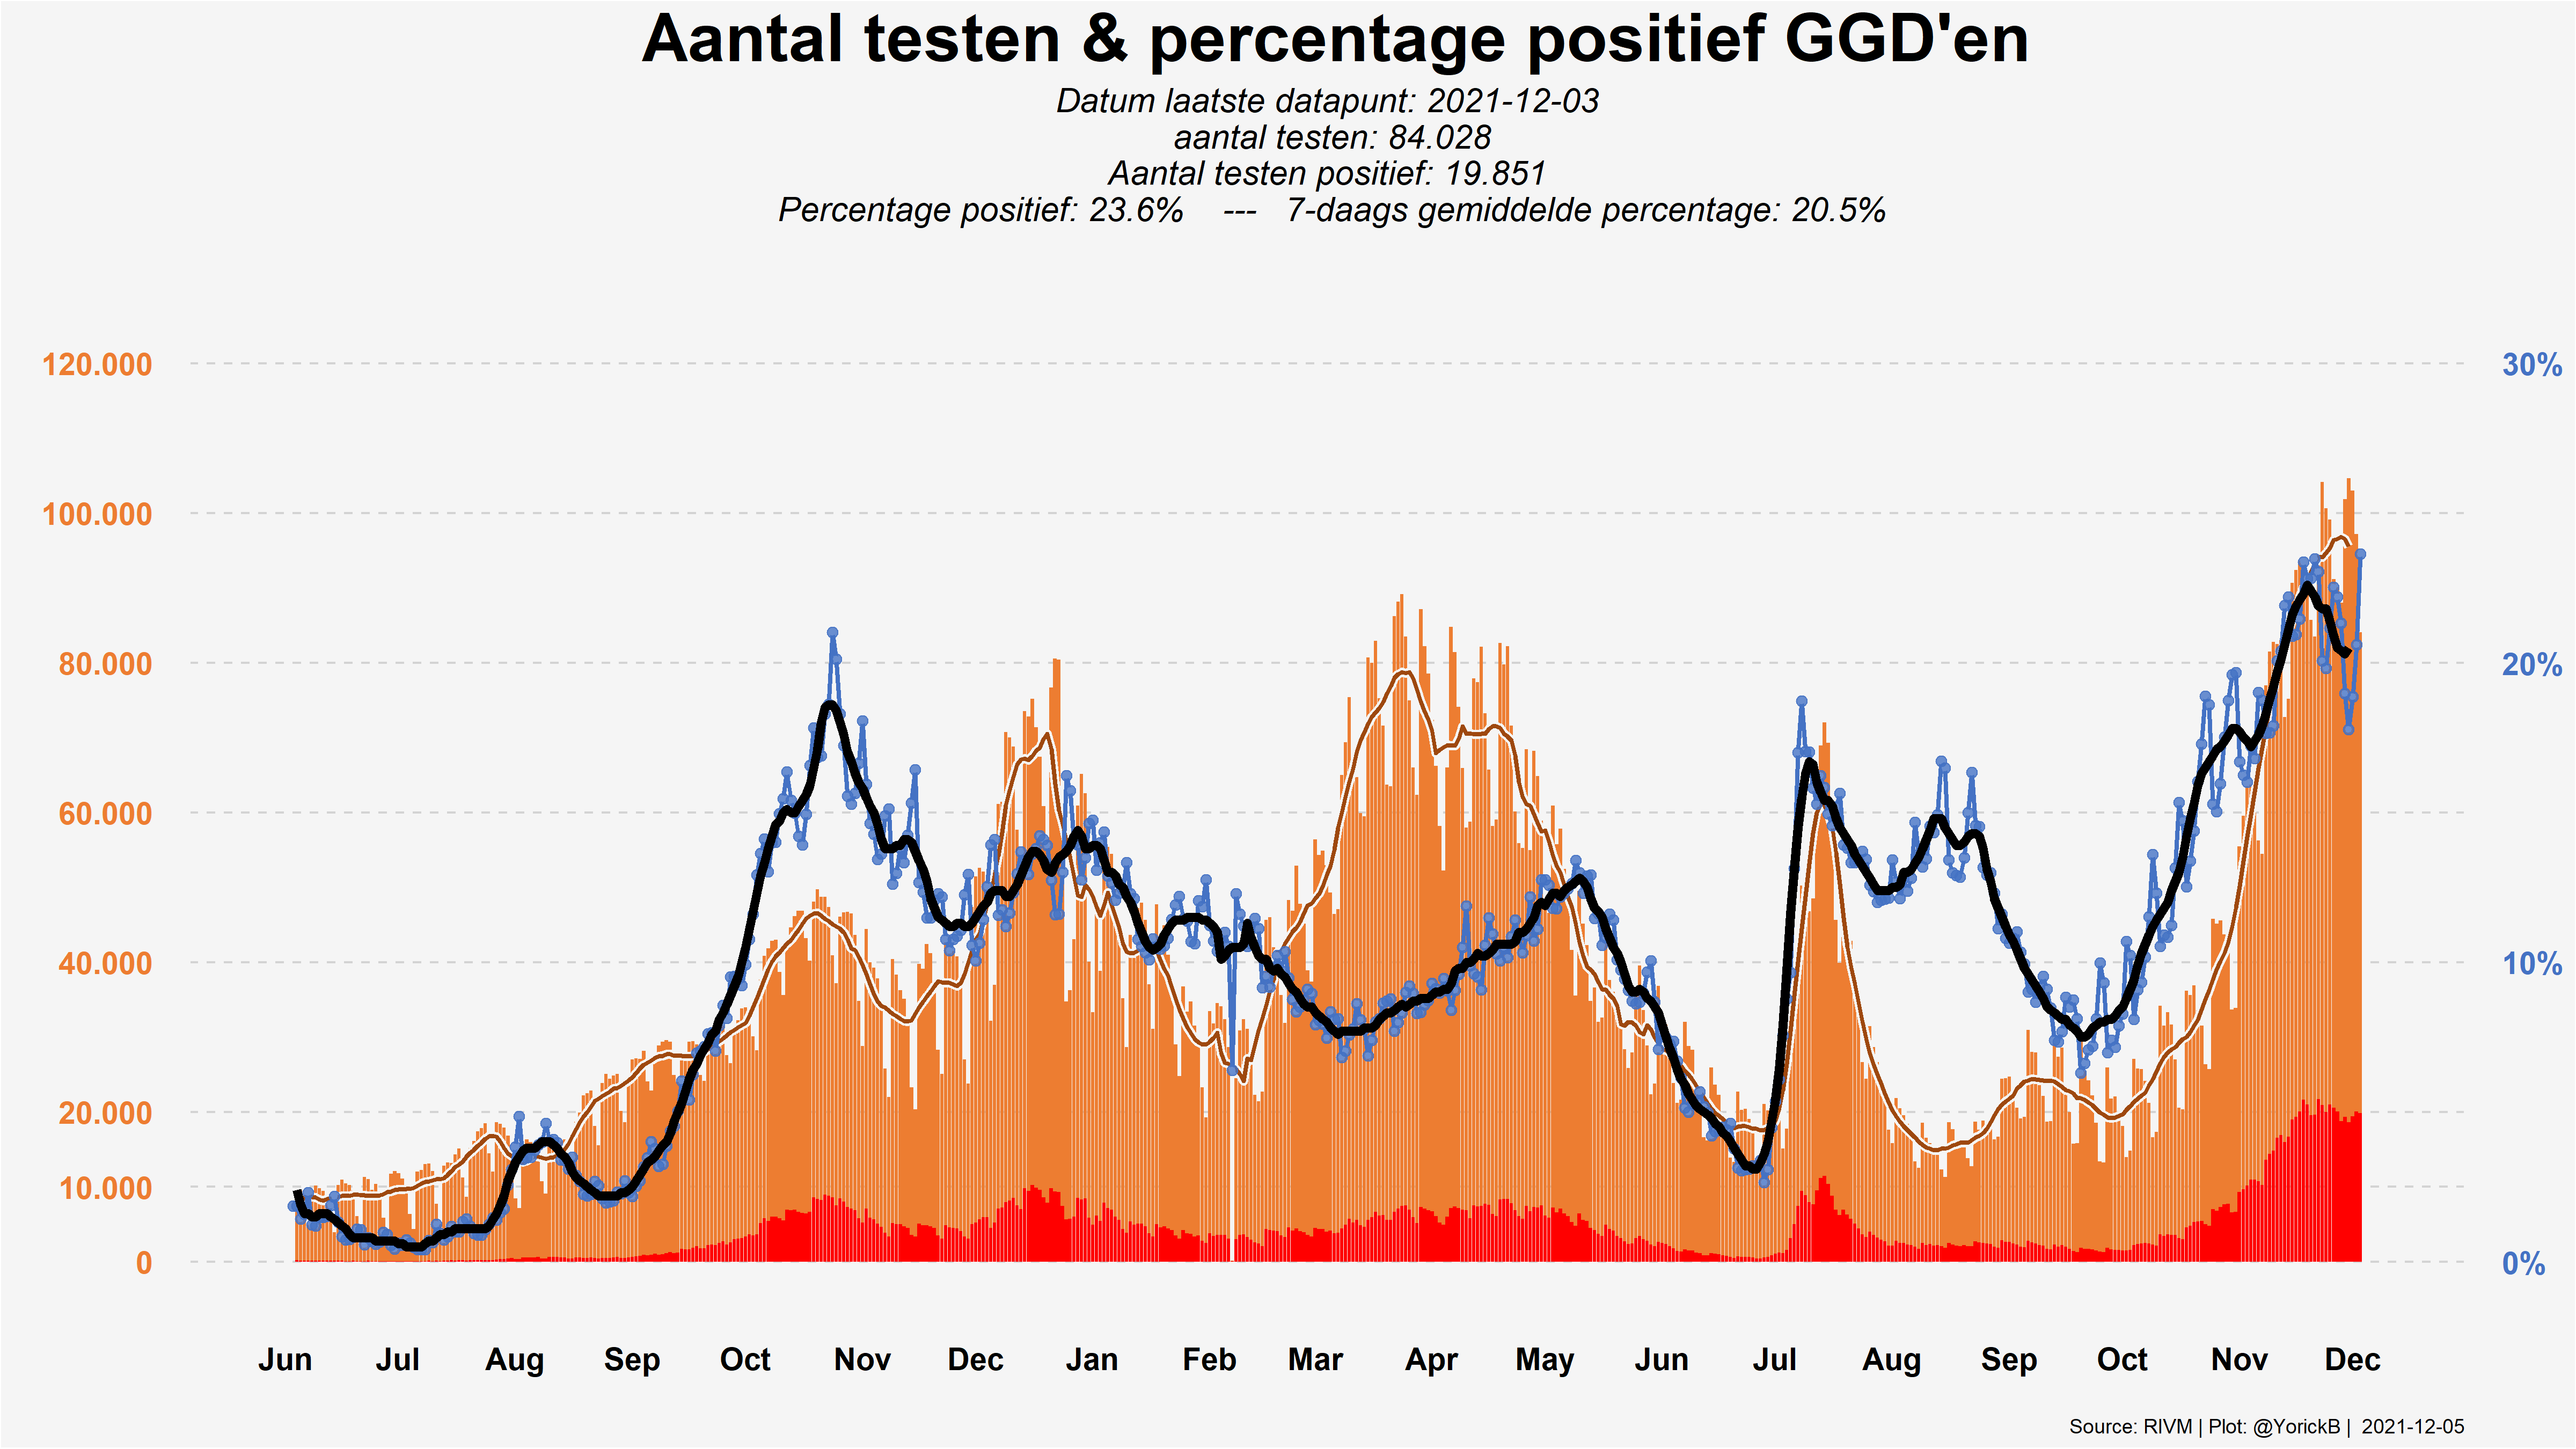 Aantal testen & percentage positief GGD'en
Datum laatste datapunt: 2021-12-03
aantal testen: 84.028
Aantal testen positief: 19.851
Percentage positief: 23.6% --- 7-daags gemiddelde percentage: 20.5%
120.000 30%
100.000
80.000 20%
60.000
40.000 10%
20.000
10.000
0 0%
Jun Jul Aug Sep Oct Nov Dec Jan Feb Mar Apr May Jun Jul Aug Sep Oct Nov Dec
Source: RIVM | Plot: @YorickB | 2021-12-05